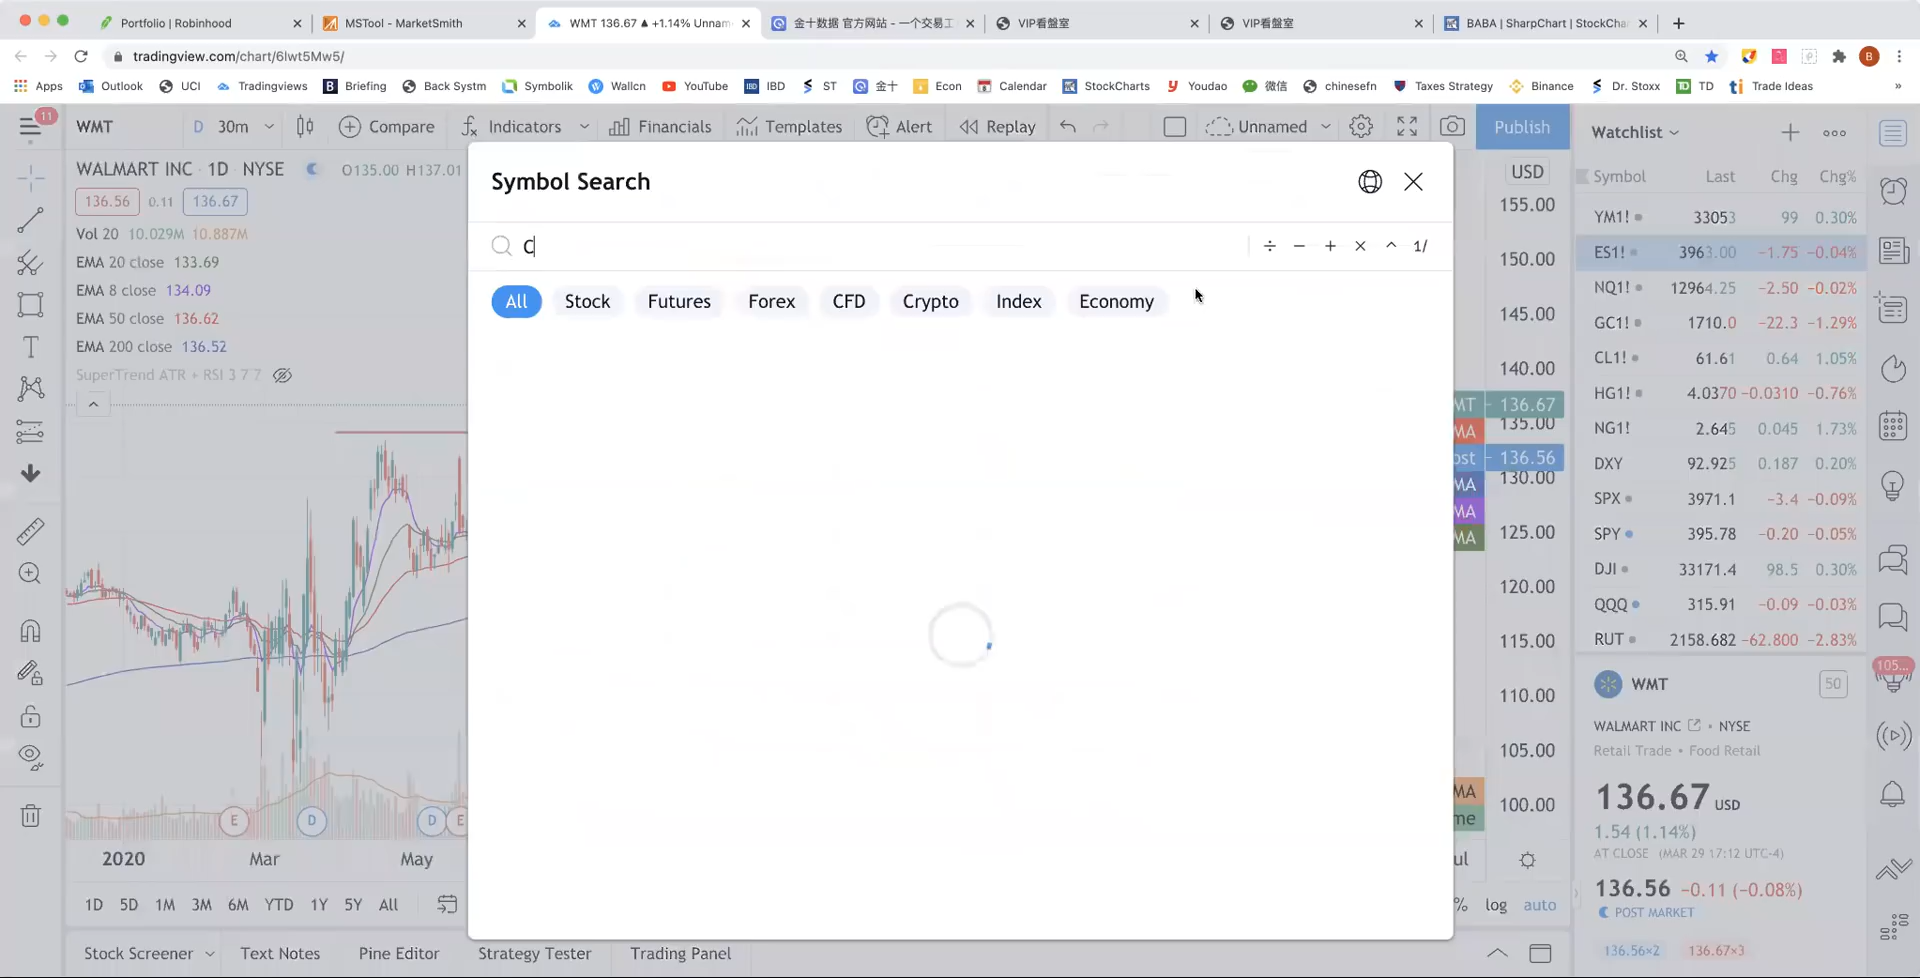 Portfolio | Robinhood
MSTool - MarketSmith
WMT 136.67 ▲ +1.14% Unnam
金十数据 官方网站 - 一个交易工
VIP看盤室
VIP看盤室
BABA | SharpChart | StockCha
tradingview.com/chart/6lwt5Mw5/
B
Apps
Outlook
UCI
Tradingviews
Briefing
Back Systm
Symbolik
Wallcn
YouTube
IBD
ST
金十
Econ
Calendar
StockCharts
Youdao
微信
chinesefn
Taxes Strategy
Binance
Dr. Stoxx
TD
Trade Ideas
»
11
WMT
D
30m
Compare
Indicators
Financials
Templates
Alert
Replay
Unnamed
Publish
Watchlist
WALMART INC 1D NYSE
O135.00 H137.01
136.56
0.11
136.67
Vol 20 10.029M 10.887M
EMA 20 close 133.69
EMA 8 close 134.09
EMA 50 close 136.62
EMA 200 close 136.52
SuperTrend ATR + RSI 3 7 7
Symbol Search
C
÷ − + × ^ 1/
All
Stock
Futures
Forex
CFD
Crypto
Index
Economy
USD
155.00
150.00
145.00
140.00
MT 136.67
135.00
MA
ost 136.56
130.00
MA
MA
MA
125.00
120.00
115.00
110.00
105.00
MA
100.00
me
Symbol Last Chg Chg%
YM1! 33053 99 0.30%
ES1! 3963.00 −1.75 −0.04%
NQ1! 12964.25 −2.50 −0.02%
GC1! 1710.0 −22.3 −1.29%
CL1! 61.61 0.64 1.05%
HG1! 4.0370 −0.0310 −0.76%
NG1! 2.645 0.045 1.73%
DXY 92.925 0.187 0.20%
SPX 3971.1 −3.4 −0.09%
SPY 395.78 −0.20 −0.05%
DJI 33171.4 98.5 0.30%
QQQ 315.91 −0.09 −0.03%
RUT 2158.682 −62.800 −2.83%
105...
WMT
50
WALMART INC • NYSE
Retail Trade • Food Retail
136.67 USD
1.54 (1.14%)
AT CLOSE (MAR 29 17:12 UTC-4)
136.56 −0.11 (−0.08%)
POST MARKET
136.56×2
136.67×3
E
D
D
E
2020
Mar
May
ul
1D 5D 1M 3M 6M YTD 1Y 5Y All
% log auto
Stock Screener
Text Notes
Pine Editor
Strategy Tester
Trading Panel